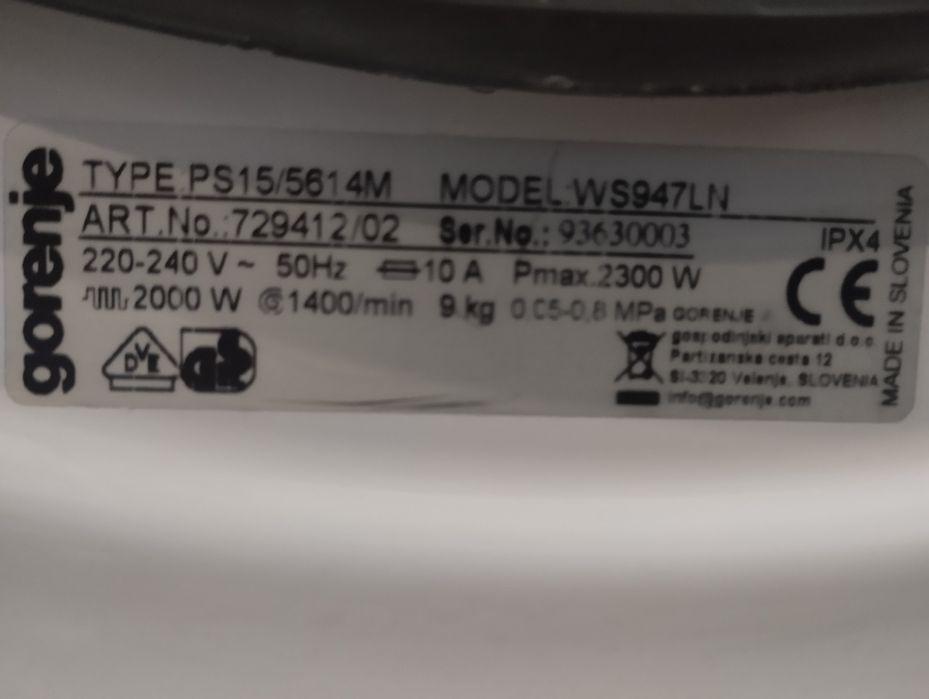 gorenje
TYPE:PS15/5614M MODEL:WS947LN
ART.No.:729412/02 Ser.No.: 93630003
IPX4
220-240 V ~ 50Hz 10 A Pmax.2300 W
2000 W 1400/min 9 kg 0,05-0,8 MPa
CE
GORENJE
gospodinjski aparati d.o.o.
Partizanska cesta 12
SI-3320 Velenje, SLOVENIA
info@gorenje.com
MADE IN SLOVENIA